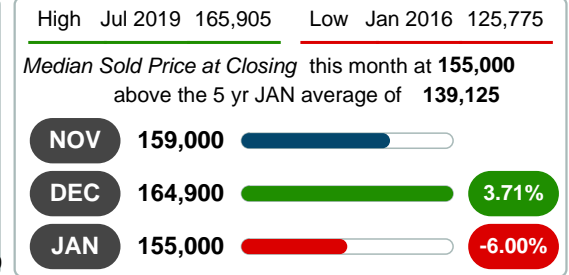 High Jul 2019 165,905 Low Jan 2016 125,775
Median Sold Price at Closing this month at 155,000
above the 5 yr JAN average of 139,125
NOV 159,000
DEC 164,900 3.71%
JAN 155,000 -6.00%